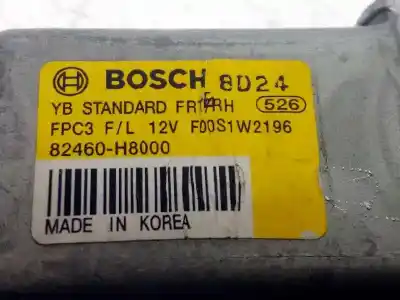 BOSCH 8D24
YB STANDARD FR RH 526
FPC3 F/L 12V F00S1W2196
82460-H8000
MADE IN KOREA